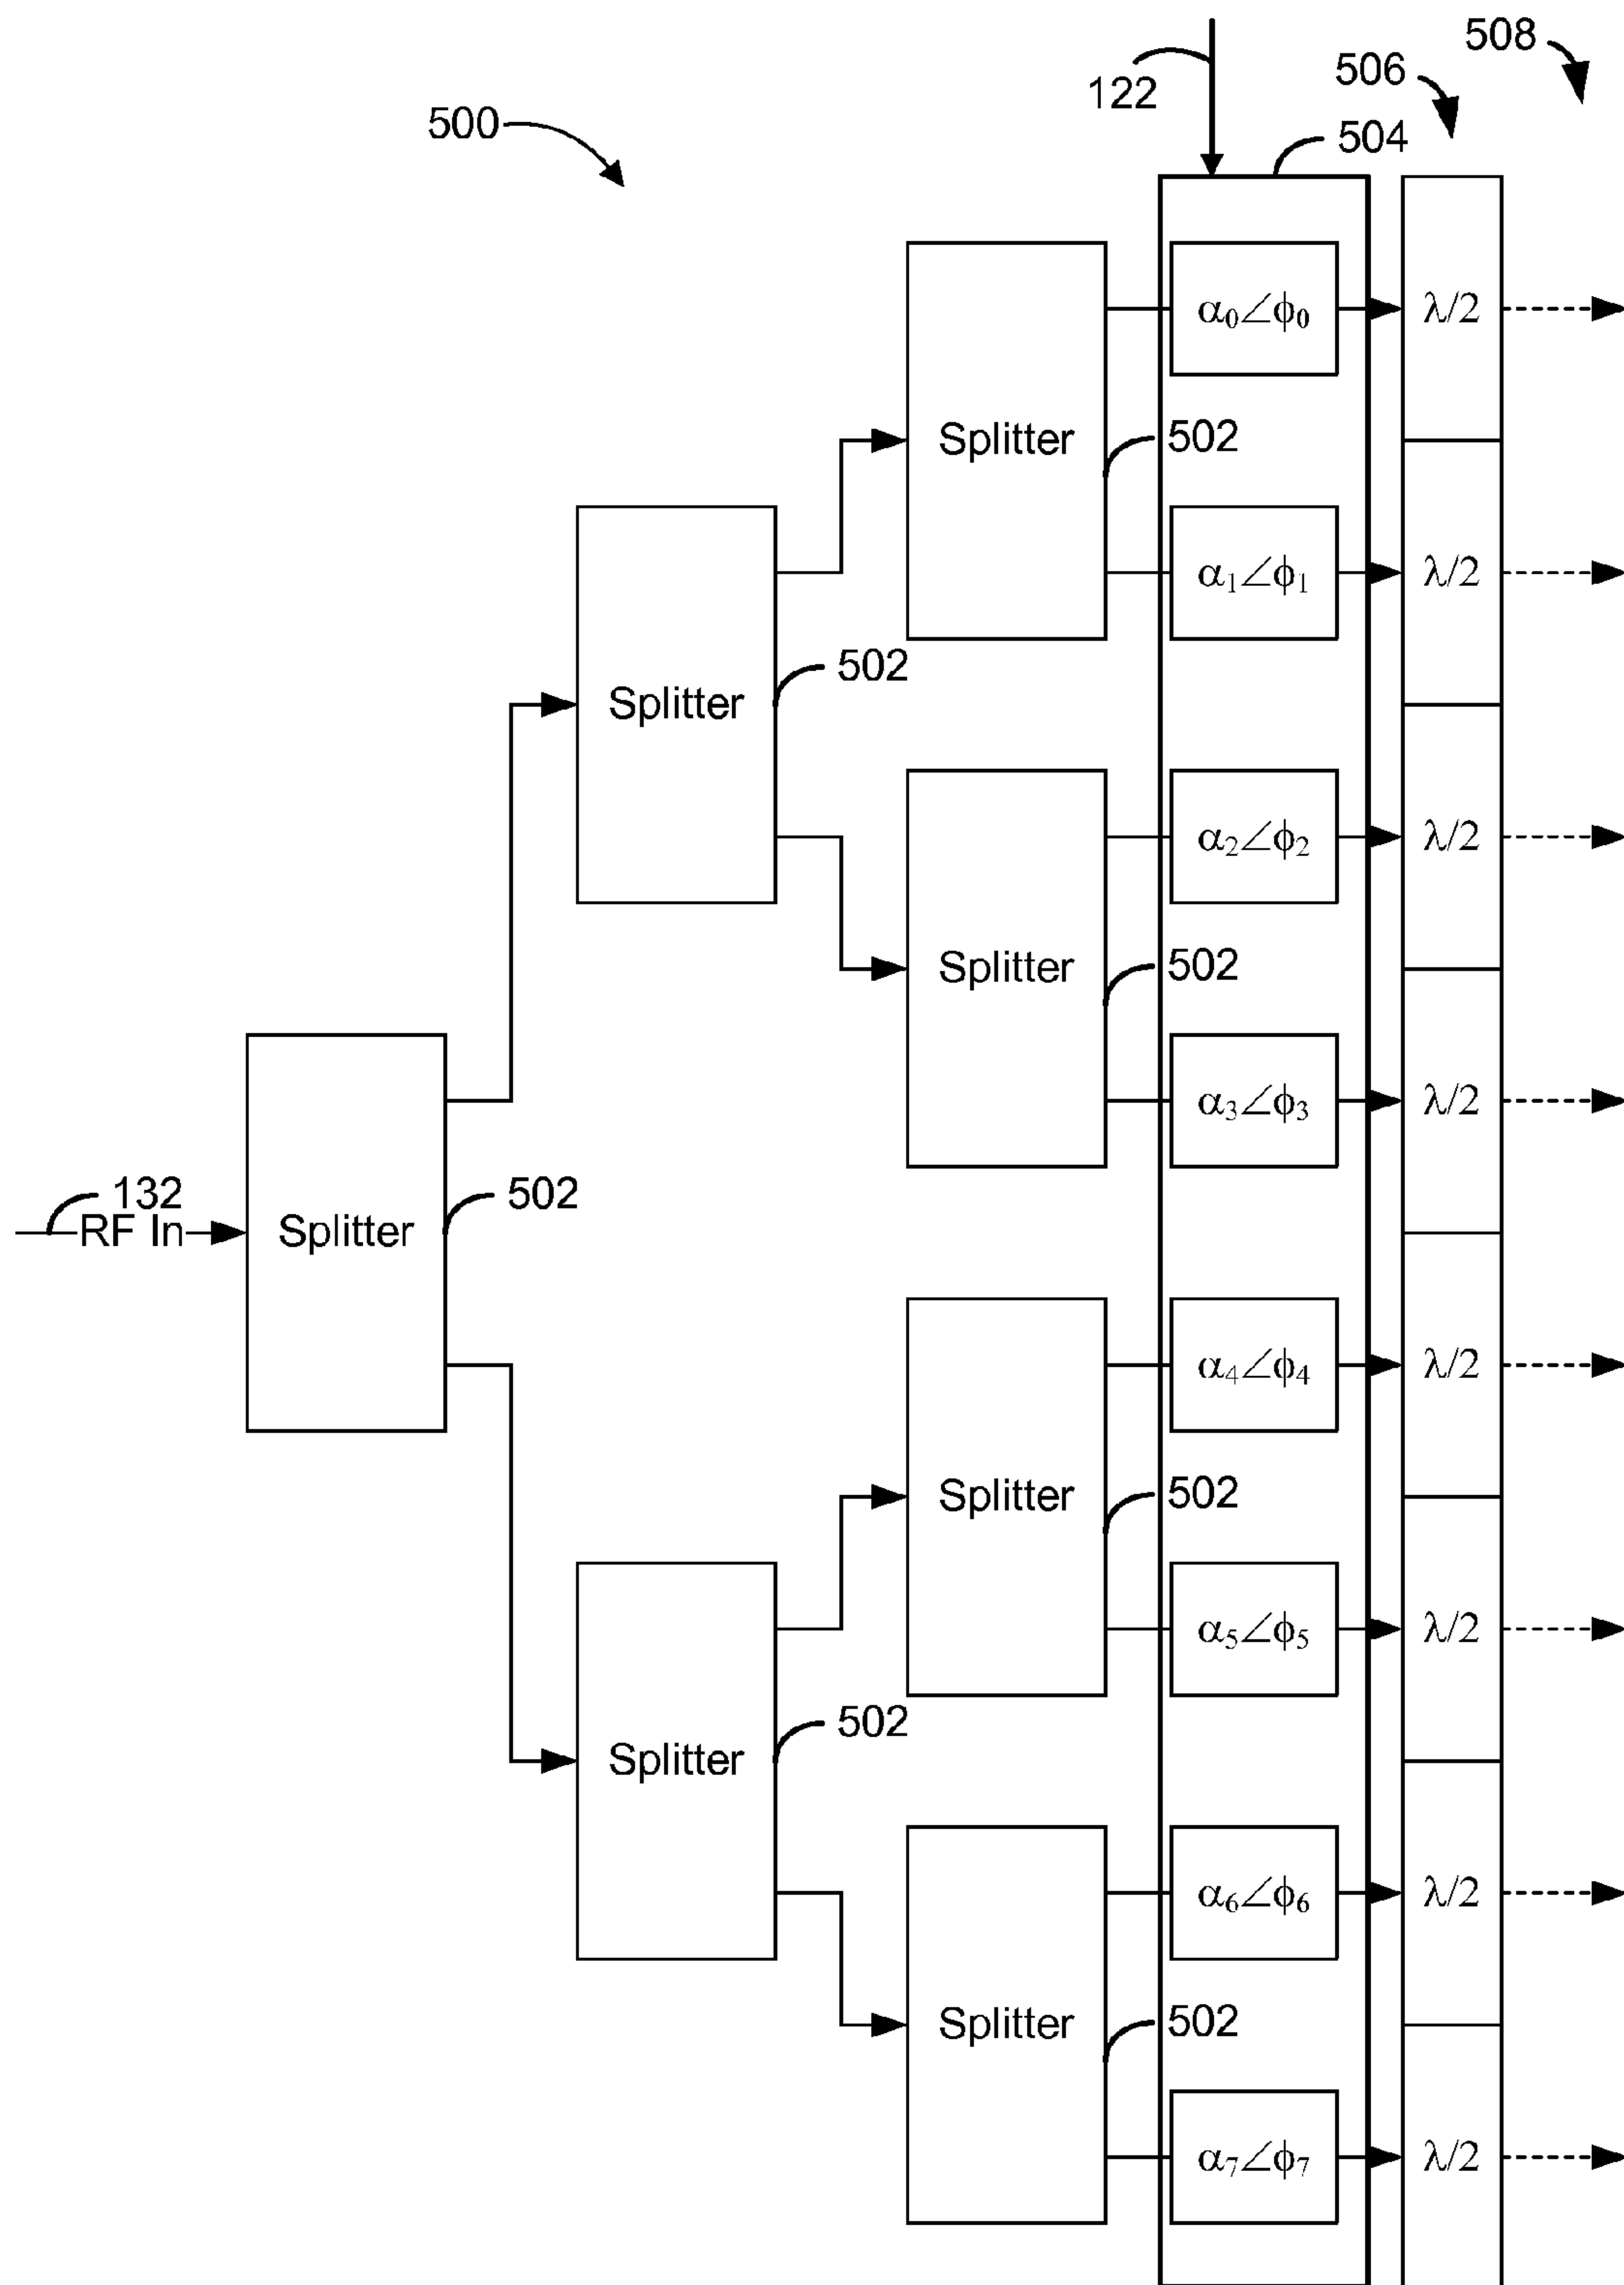 508
506
122
500
504
α₀∠ϕ₀
λ/2
Splitter
502
α₁∠ϕ₁
λ/2
502
Splitter
α₂∠ϕ₂
λ/2
Splitter
502
α₃∠ϕ₃
λ/2
132
RF In
Splitter
502
α₄∠ϕ₄
λ/2
Splitter
502
α₅∠ϕ₅
λ/2
502
Splitter
α₆∠ϕ₆
λ/2
Splitter
502
α₇∠ϕ₇
λ/2